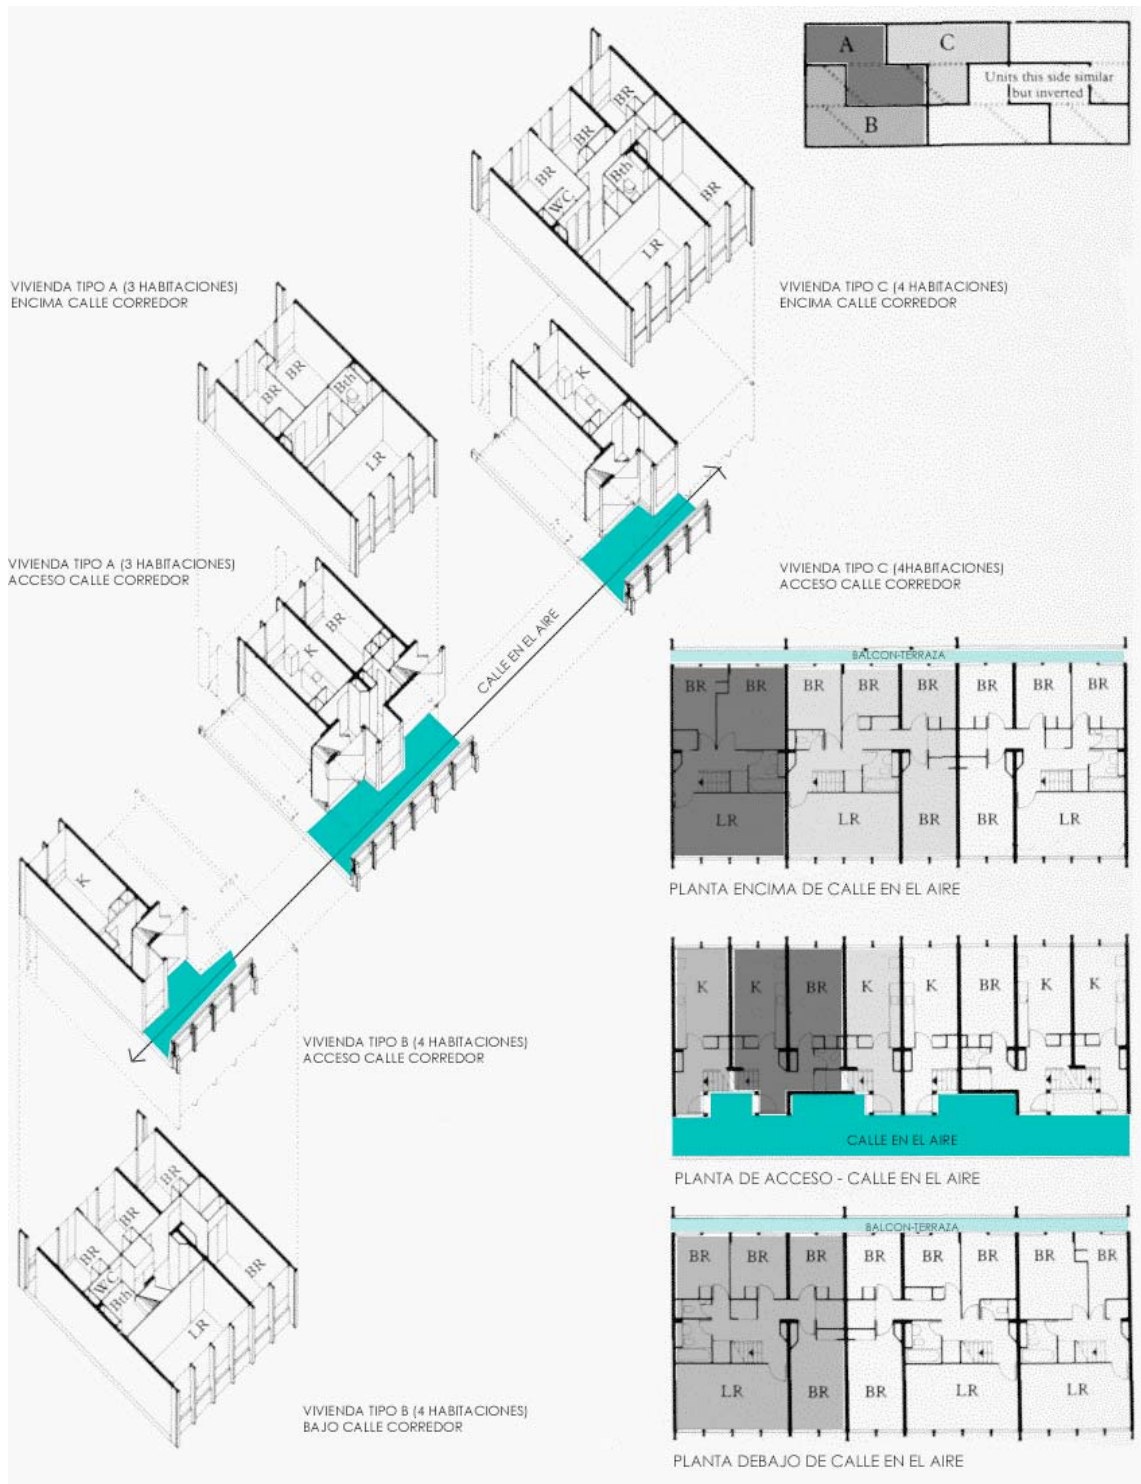 A
C
Units this side similar
but inverted
B
BR
BR
BR
Bth
BR
WC
LR
VIVIENDA TIPO A (3 HABITACIONES)
ENCIMA CALLE CORREDOR
VIVIENDA TIPO C (4 HABITACIONES)
ENCIMA CALLE CORREDOR
BR
BR
Bth
LR
K
VIVIENDA TIPO A (3 HABITACIONES)
ACCESO CALLE CORREDOR
VIVIENDA TIPO C (4HABITACIONES)
ACCESO CALLE CORREDOR
BR
K
CALLE EN EL AIRE
BALCON-TERRAZA
BR BR BR BR BR BR BR BR
LR LR BR BR LR
PLANTA ENCIMA DE CALLE EN EL AIRE
K
K K BR K K BR K K
CALLE EN EL AIRE
PLANTA DE ACCESO - CALLE EN EL AIRE
VIVIENDA TIPO B (4 HABITACIONES)
ACCESO CALLE CORREDOR
BR
BR
BR
WC
Bth
BR
LR
BALCON-TERRAZA
BR BR BR BR BR BR BR BR
LR BR BR LR LR
PLANTA DEBAJO DE CALLE EN EL AIRE
VIVIENDA TIPO B (4 HABITACIONES)
BAJO CALLE CORREDOR